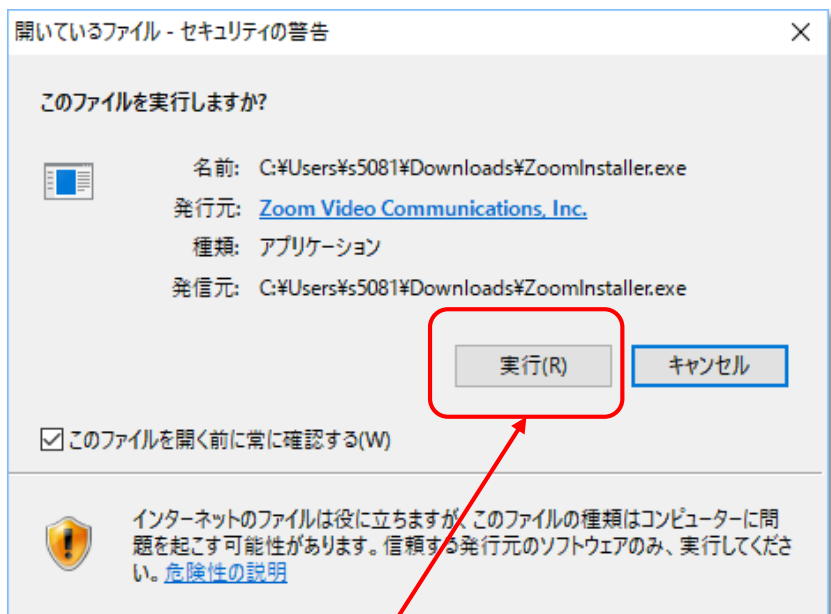 開いているファイル - セキュリティの警告
このファイルを実行しますか?
名前: C:¥Users¥s5081¥Downloads¥ZoomInstaller.exe
発行元: Zoom Video Communications, Inc.
種類: アプリケーション
発信元: C:¥Users¥s5081¥Downloads¥ZoomInstaller.exe
実行(R) キャンセル
このファイルを開く前に常に確認する(W)
インターネットのファイルは役に立ちますが、このファイルの種類はコンピューターに問
題を起こす可能性があります。信頼する発行元のソフトウェアのみ、実行してくださ
い。危険性の説明